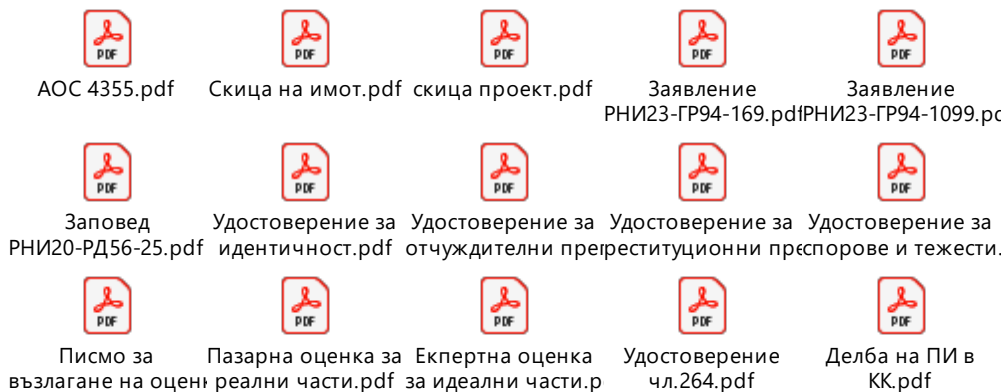 PDF PDF PDF PDF PDF
АОС 4355.pdf Скица на имот.pdf скица проект.pdf Заявление Заявление
РНИ23-ГР94-169.pdf РНИ23-ГР94-1099.pd
PDF PDF PDF PDF PDF
Заповед Удостоверение за Удостоверение за Удостоверение за Удостоверение за
РНИ20-РД56-25.pdf идентичност.pdf отчуждителни реституционни спорове и тежести.
PDF PDF PDF PDF PDF
Писмо за Пазарна оценка за Екпертна оценка Удостоверение Делба на ПИ в
възлагане на оценк реални части.pdf за идеални части.p чл.264.pdf КК.pdf